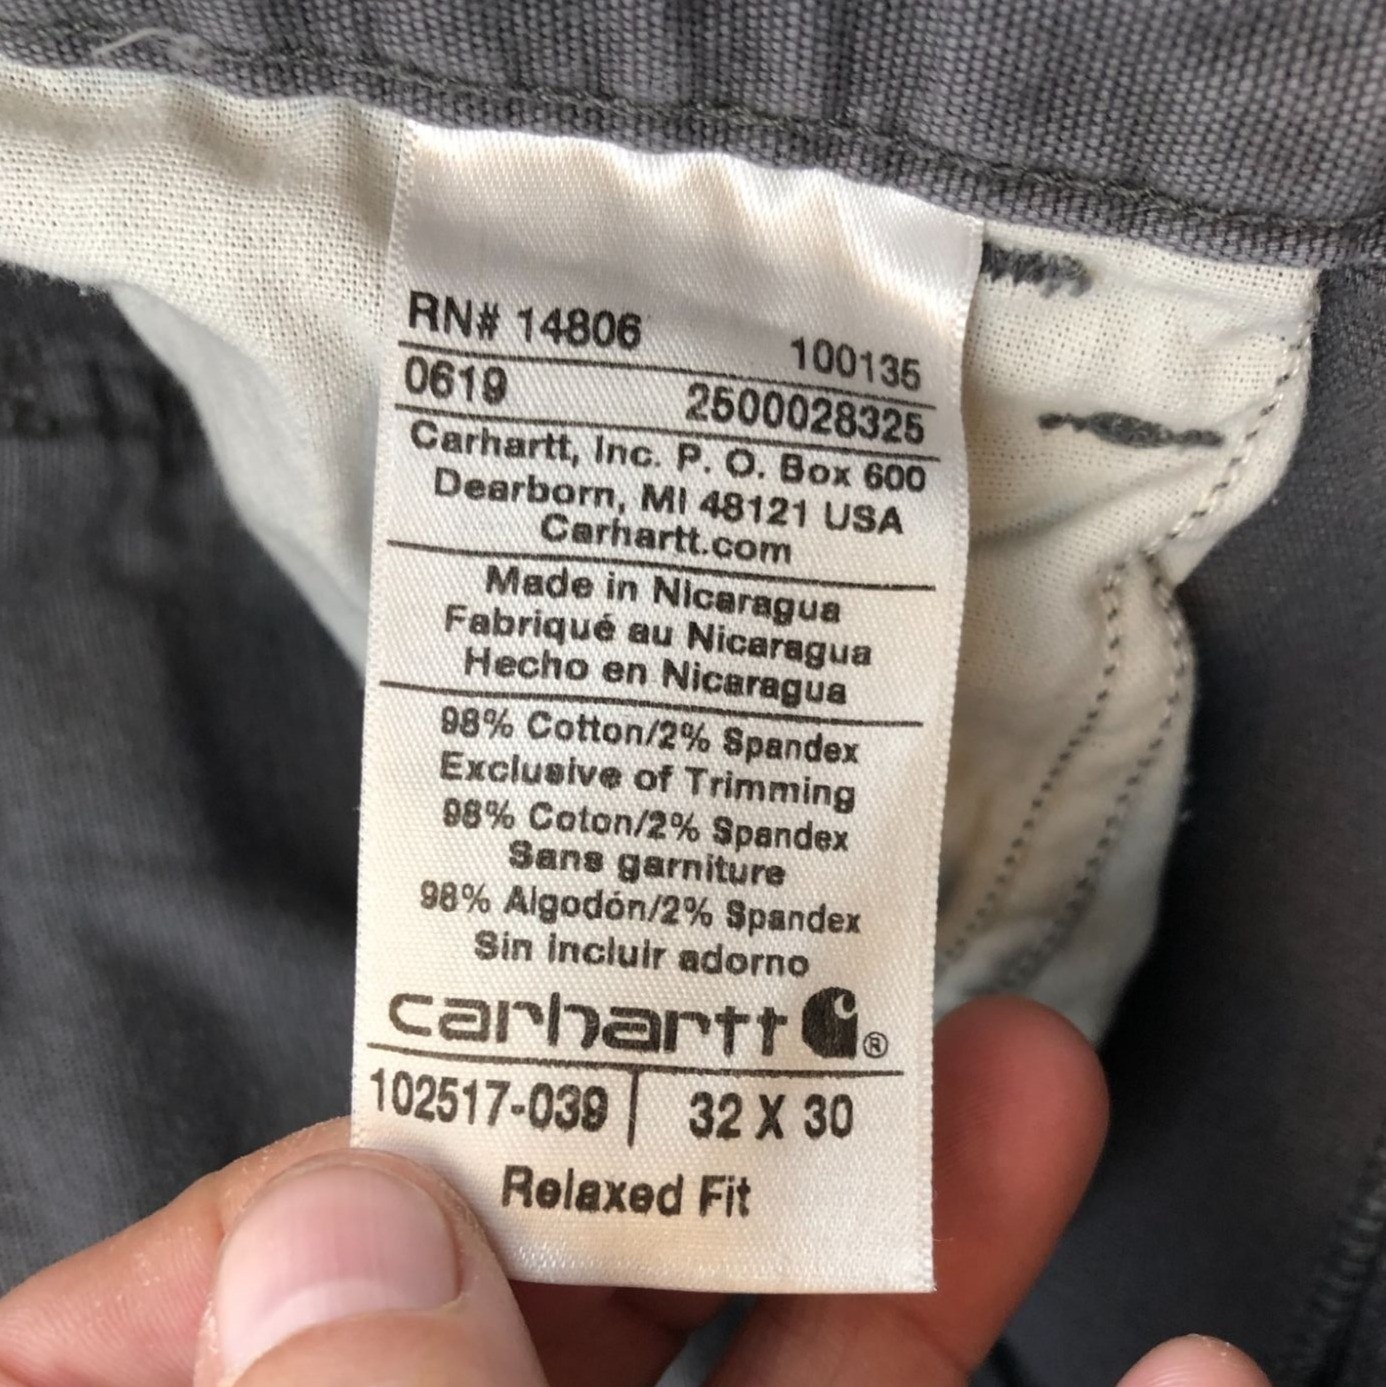 RN# 14806 100135
0619 2500028325
Carhartt, Inc. P. O. Box 600
Dearborn, MI 48121 USA
Carhartt.com
Made in Nicaragua
Fabriqué au Nicaragua
Hecho en Nicaragua
98% Cotton/2% Spandex
Exclusive of Trimming
98% Coton/2% Spandex
Sans garniture
98% Algodón/2% Spandex
Sin incluir adorno
carhartt ®
102517-039 | 32 X 30
Relaxed Fit